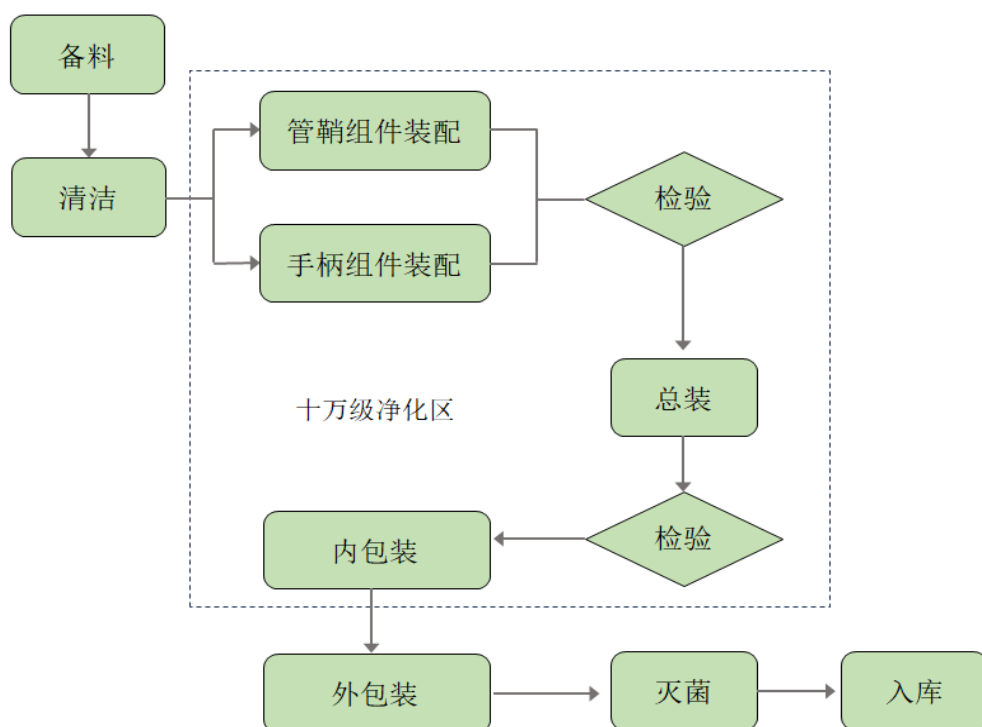 备料
清洁
管鞘组件装配
手柄组件装配
检验
总装
十万级净化区
检验
内包装
外包装
灭菌
入库